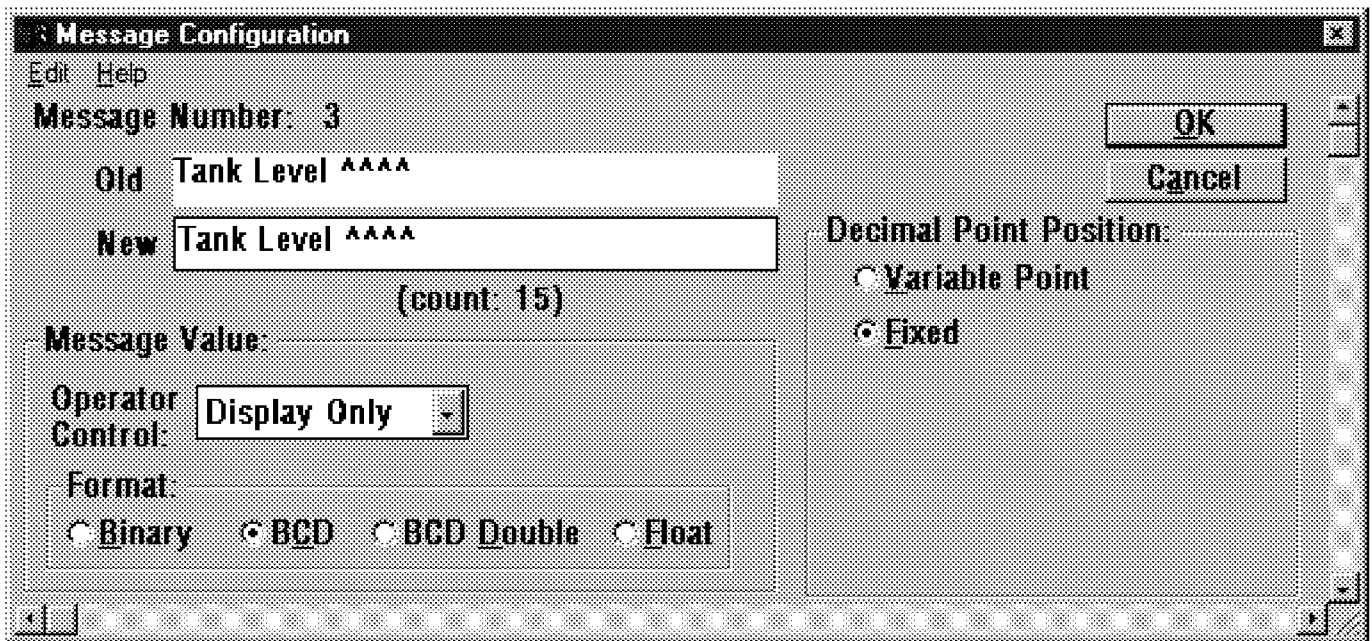 Message Configuration
Edit Help
Message Number: 3
OK
Old Tank Level ^^^^
Cancel
New Tank Level ^^^^
(count: 15)
Decimal Point Position:
Variable Point
Fixed
Message Value:
Operator
Control:
Display Only
Format:
Binary BCD BCD Double Float